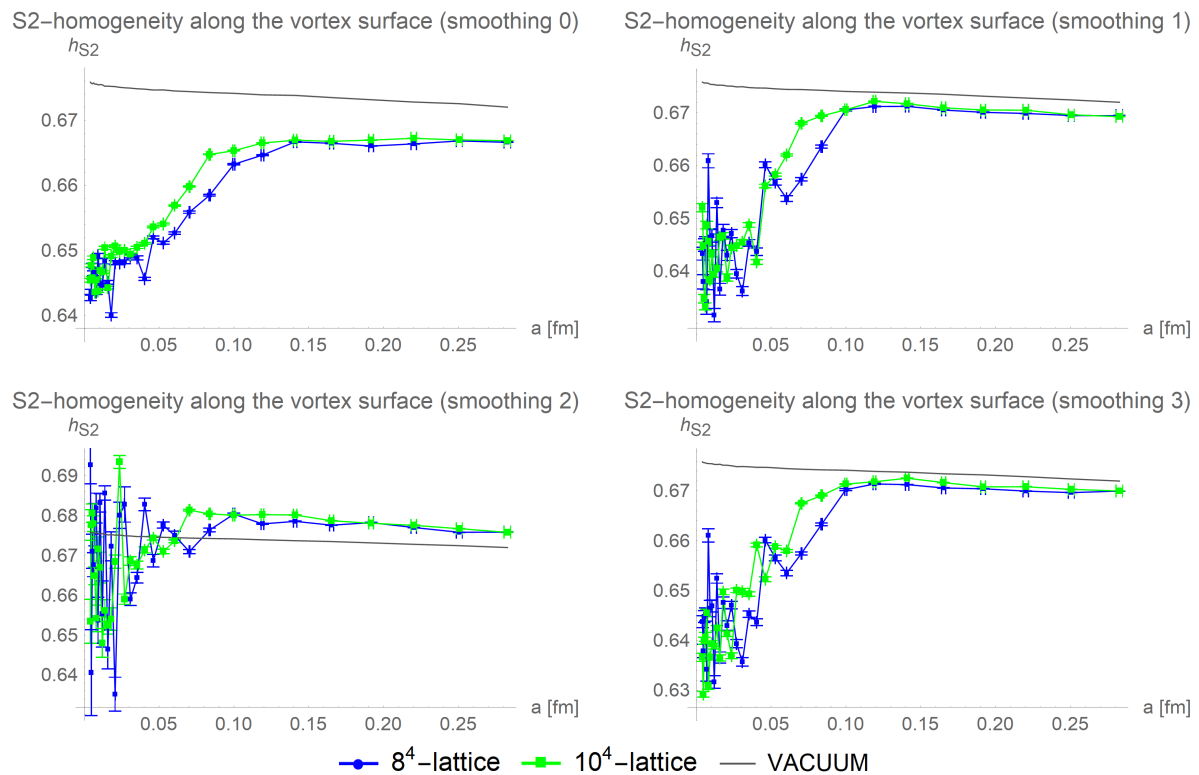 S2−homogeneity along the vortex surface (smoothing 0)
hS2
0.67
0.66
0.65
0.64
0.05 0.10 0.15 0.20 0.25
a [fm]
S2−homogeneity along the vortex surface (smoothing 1)
hS2
0.67
0.66
0.65
0.64
0.05 0.10 0.15 0.20 0.25
a [fm]
S2−homogeneity along the vortex surface (smoothing 2)
hS2
0.69
0.68
0.67
0.66
0.65
0.64
0.05 0.10 0.15 0.20 0.25
a [fm]
S2−homogeneity along the vortex surface (smoothing 3)
hS2
0.67
0.66
0.65
0.64
0.63
0.05 0.10 0.15 0.20 0.25
a [fm]
8⁴−lattice 10⁴−lattice VACUUM